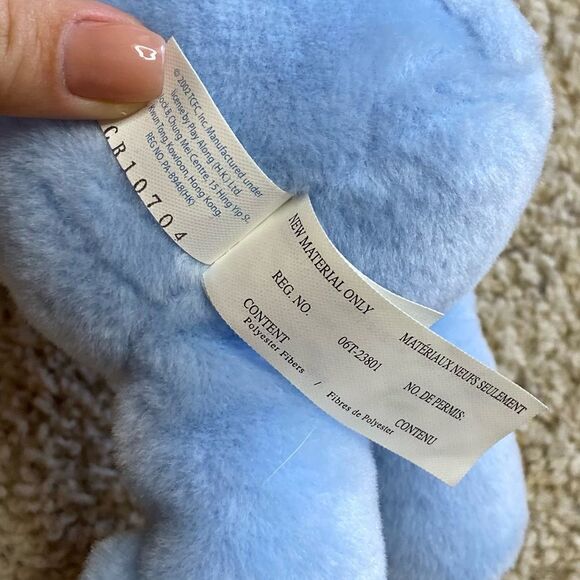 © 2002 TCFC, Inc. Manufactured under
license by Play Along (H.K.) Ltd.
Block B, Chung Mei Centre, 15 Hing Yip St.
Kwun Tong, Kowloon, Hong Kong.
REG NO. PA-8948(HK)
CB10704
NEW MATERIAL ONLY
MATÉRIAUX NEUFS SEULEMENT
REG. NO. 06T-23801 NO. DE PERMIS:
CONTENT CONTENU
Polyester Fibers / Fibres de Polyester